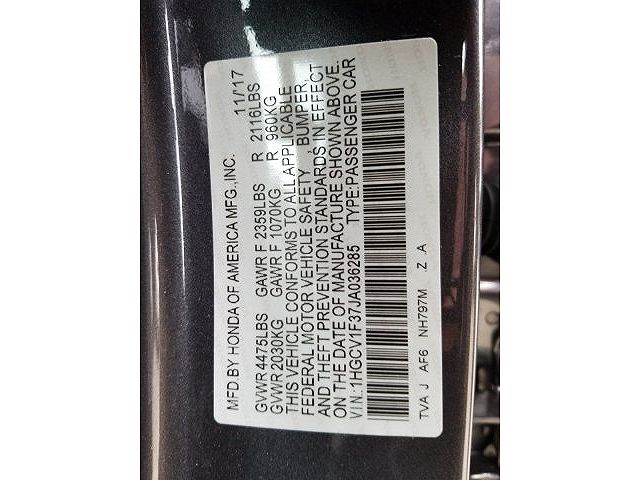 MFD BY HONDA OF AMERICA MFG.,INC. 11/'17
GVWR 4475LBS GAWR F 2359LBS R 2116LBS
GVWR 2030KG GAWR F 1070KG R 960KG
THIS VEHICLE CONFORMS TO ALL APPLICABLE
FEDERAL MOTOR VEHICLE SAFETY , BUMPER,
AND THEFT PREVENTION STANDARDS IN EFFECT
ON THE DATE OF MANUFACTURE SHOWN ABOVE.
VIN:1HGCV1F37JA036285 TYPE:PASSENGER CAR
TVA J AF6 NH797M Z A